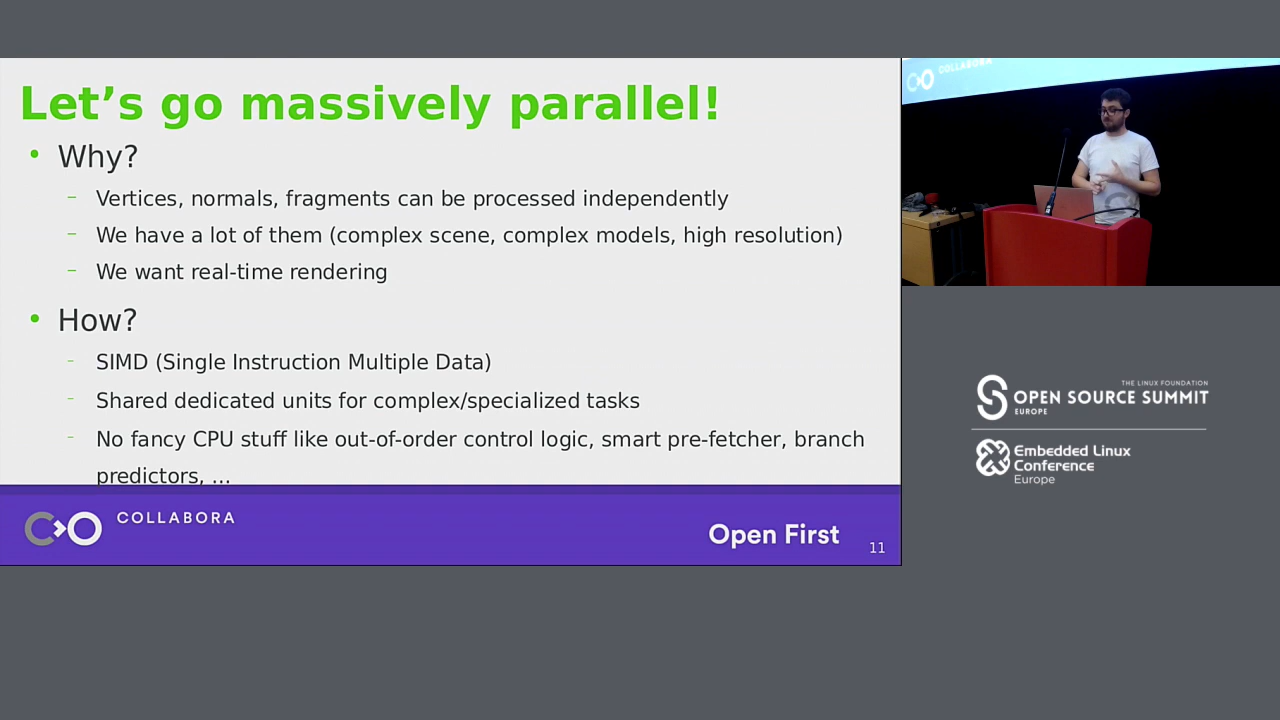 Let’s go massively parallel!
• Why?
– Vertices, normals, fragments can be processed independently
– We have a lot of them (complex scene, complex models, high resolution)
– We want real-time rendering
• How?
– SIMD (Single Instruction Multiple Data)
– Shared dedicated units for complex/specialized tasks
– No fancy CPU stuff like out-of-order control logic, smart pre-fetcher, branch
predictors, ...
COLLABORA
Open First
11
COLLABORA
THE LINUX FOUNDATION
OPEN SOURCE SUMMIT
EUROPE
Embedded Linux
Conference
Europe